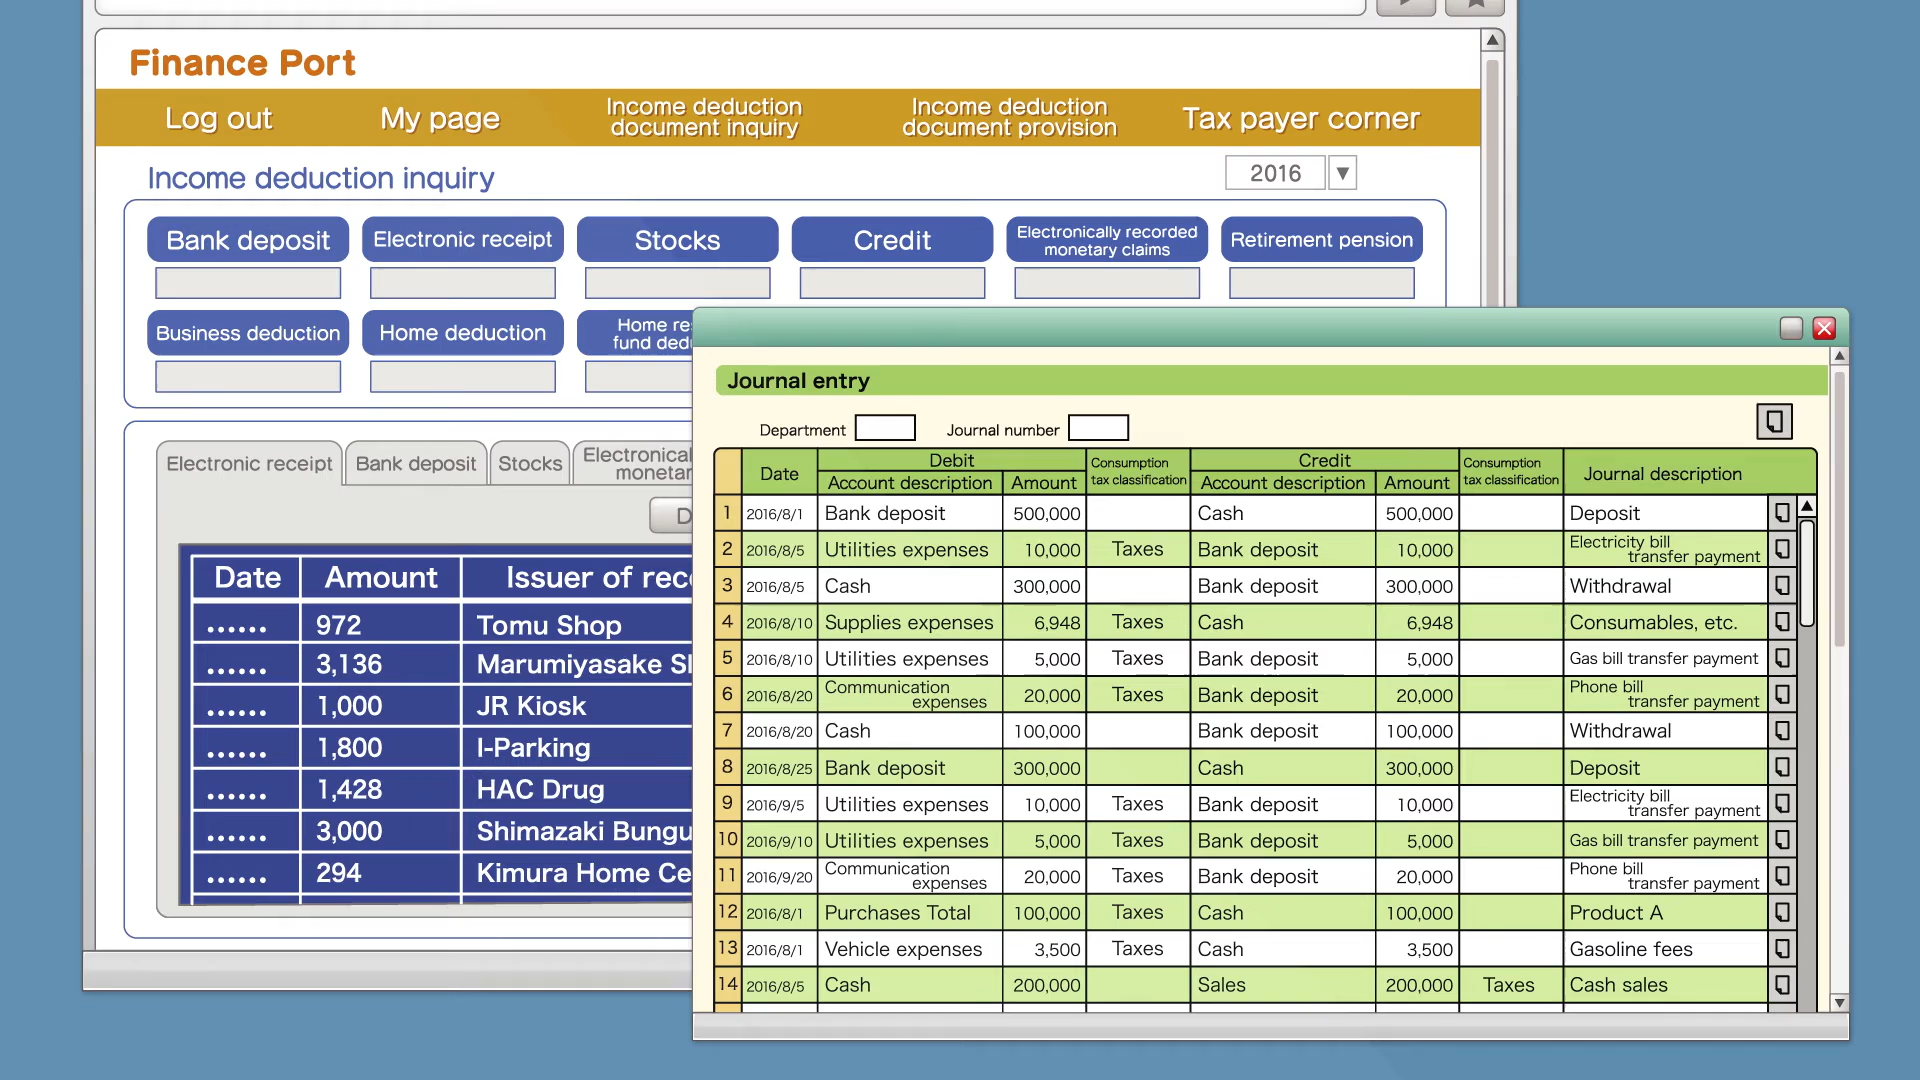 Finance Port
Log out
My page
Income deduction
document inquiry
Income deduction
document provision
Tax payer corner
Income deduction inquiry
2016
Bank deposit
Electronic receipt
Stocks
Credit
Electronically recorded
monetary claims
Retirement pension
Business deduction
Home deduction
Home re
fund dedu
Electronic receipt
Bank deposit
Stocks
Electronical
monetar
D
Date Amount Issuer of rec
...... 972 Tomu Shop
...... 3,136 Marumiyasake S
...... 1,000 JR Kiosk
...... 1,800 I-Parking
...... 1,428 HAC Drug
...... 3,000 Shimazaki Bungu
...... 294 Kimura Home Ce
Journal entry
Department
Journal number
Date
Debit
Account description Amount
Consumption
tax classification
Credit
Account description Amount
Consumption
tax classification
Journal description
1 2016/8/1 Bank deposit 500,000 Cash 500,000 Deposit
2 2016/8/5 Utilities expenses 10,000 Taxes Bank deposit 10,000 Electricity bill
transfer payment
3 2016/8/5 Cash 300,000 Bank deposit 300,000 Withdrawal
4 2016/8/10 Supplies expenses 6,948 Taxes Cash 6,948 Consumables, etc.
5 2016/8/10 Utilities expenses 5,000 Taxes Bank deposit 5,000 Gas bill transfer payment
6 2016/8/20 Communication
expenses 20,000 Taxes Bank deposit 20,000 Phone bill
transfer payment
7 2016/8/20 Cash 100,000 Bank deposit 100,000 Withdrawal
8 2016/8/25 Bank deposit 300,000 Cash 300,000 Deposit
9 2016/9/5 Utilities expenses 10,000 Taxes Bank deposit 10,000 Electricity bill
transfer payment
10 2016/9/10 Utilities expenses 5,000 Taxes Bank deposit 5,000 Gas bill transfer payment
11 2016/9/20 Communication
expenses 20,000 Taxes Bank deposit 20,000 Phone bill
transfer payment
12 2016/8/1 Purchases Total 100,000 Taxes Cash 100,000 Product A
13 2016/8/1 Vehicle expenses 3,500 Taxes Cash 3,500 Gasoline fees
14 2016/8/5 Cash 200,000 Sales 200,000 Taxes Cash sales